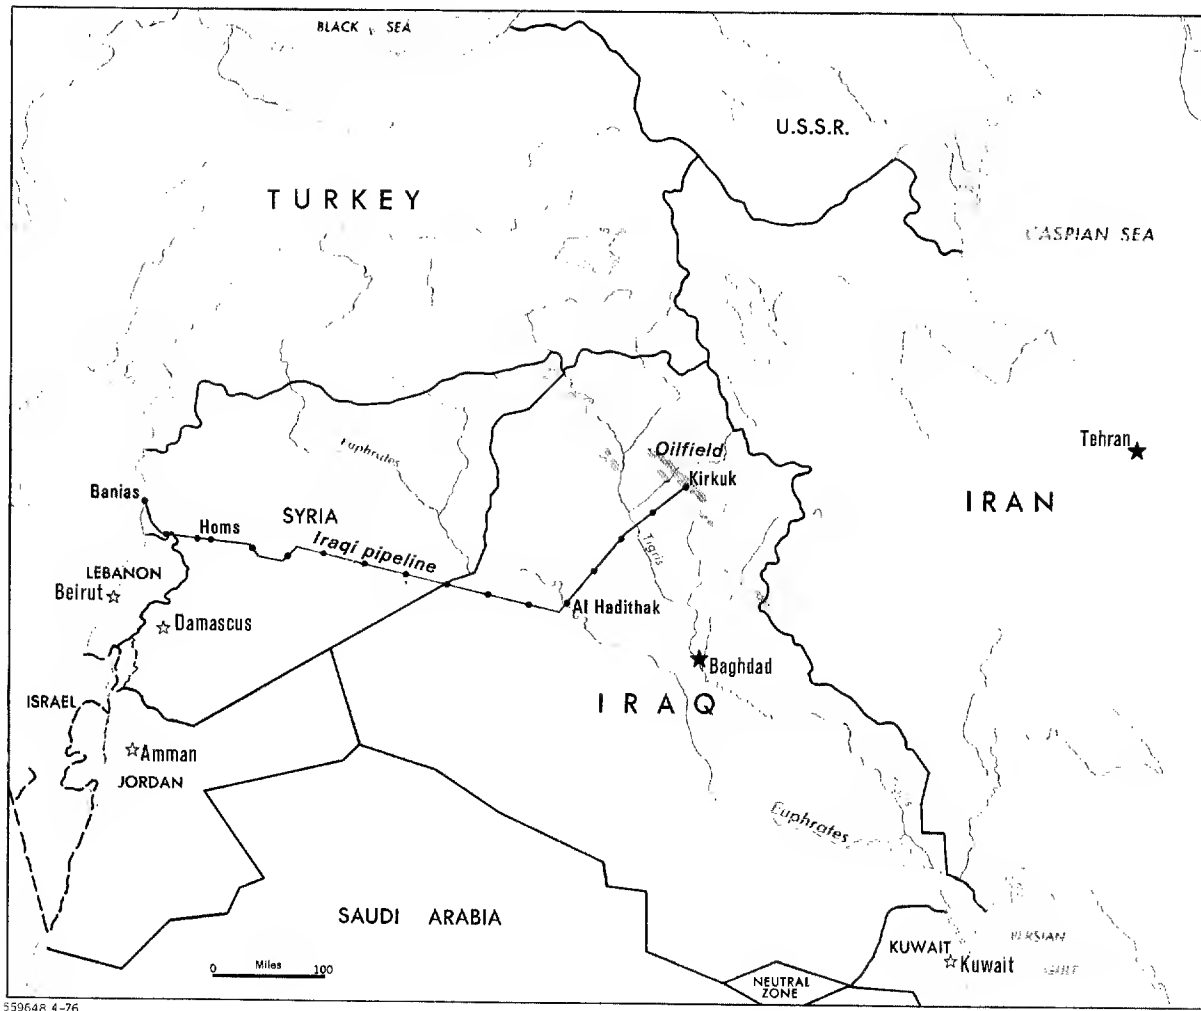 BLACK SEA
U.S.S.R.
TURKEY
CASPIAN SEA
Tehran
Oilfield
Kirkuk
Euphrates
IRAN
Banias
Homs
SYRIA
Iraqi pipeline
Tigris
LEBANON
Beirut
Al Hadithak
Damascus
Baghdad
ISRAEL
IRAQ
Amman
JORDAN
Euphrates
SAUDI ARABIA
KUWAIT
PERSIAN
GULF
Kuwait
Miles
0 100
NEUTRAL
ZONE
559648 4-76